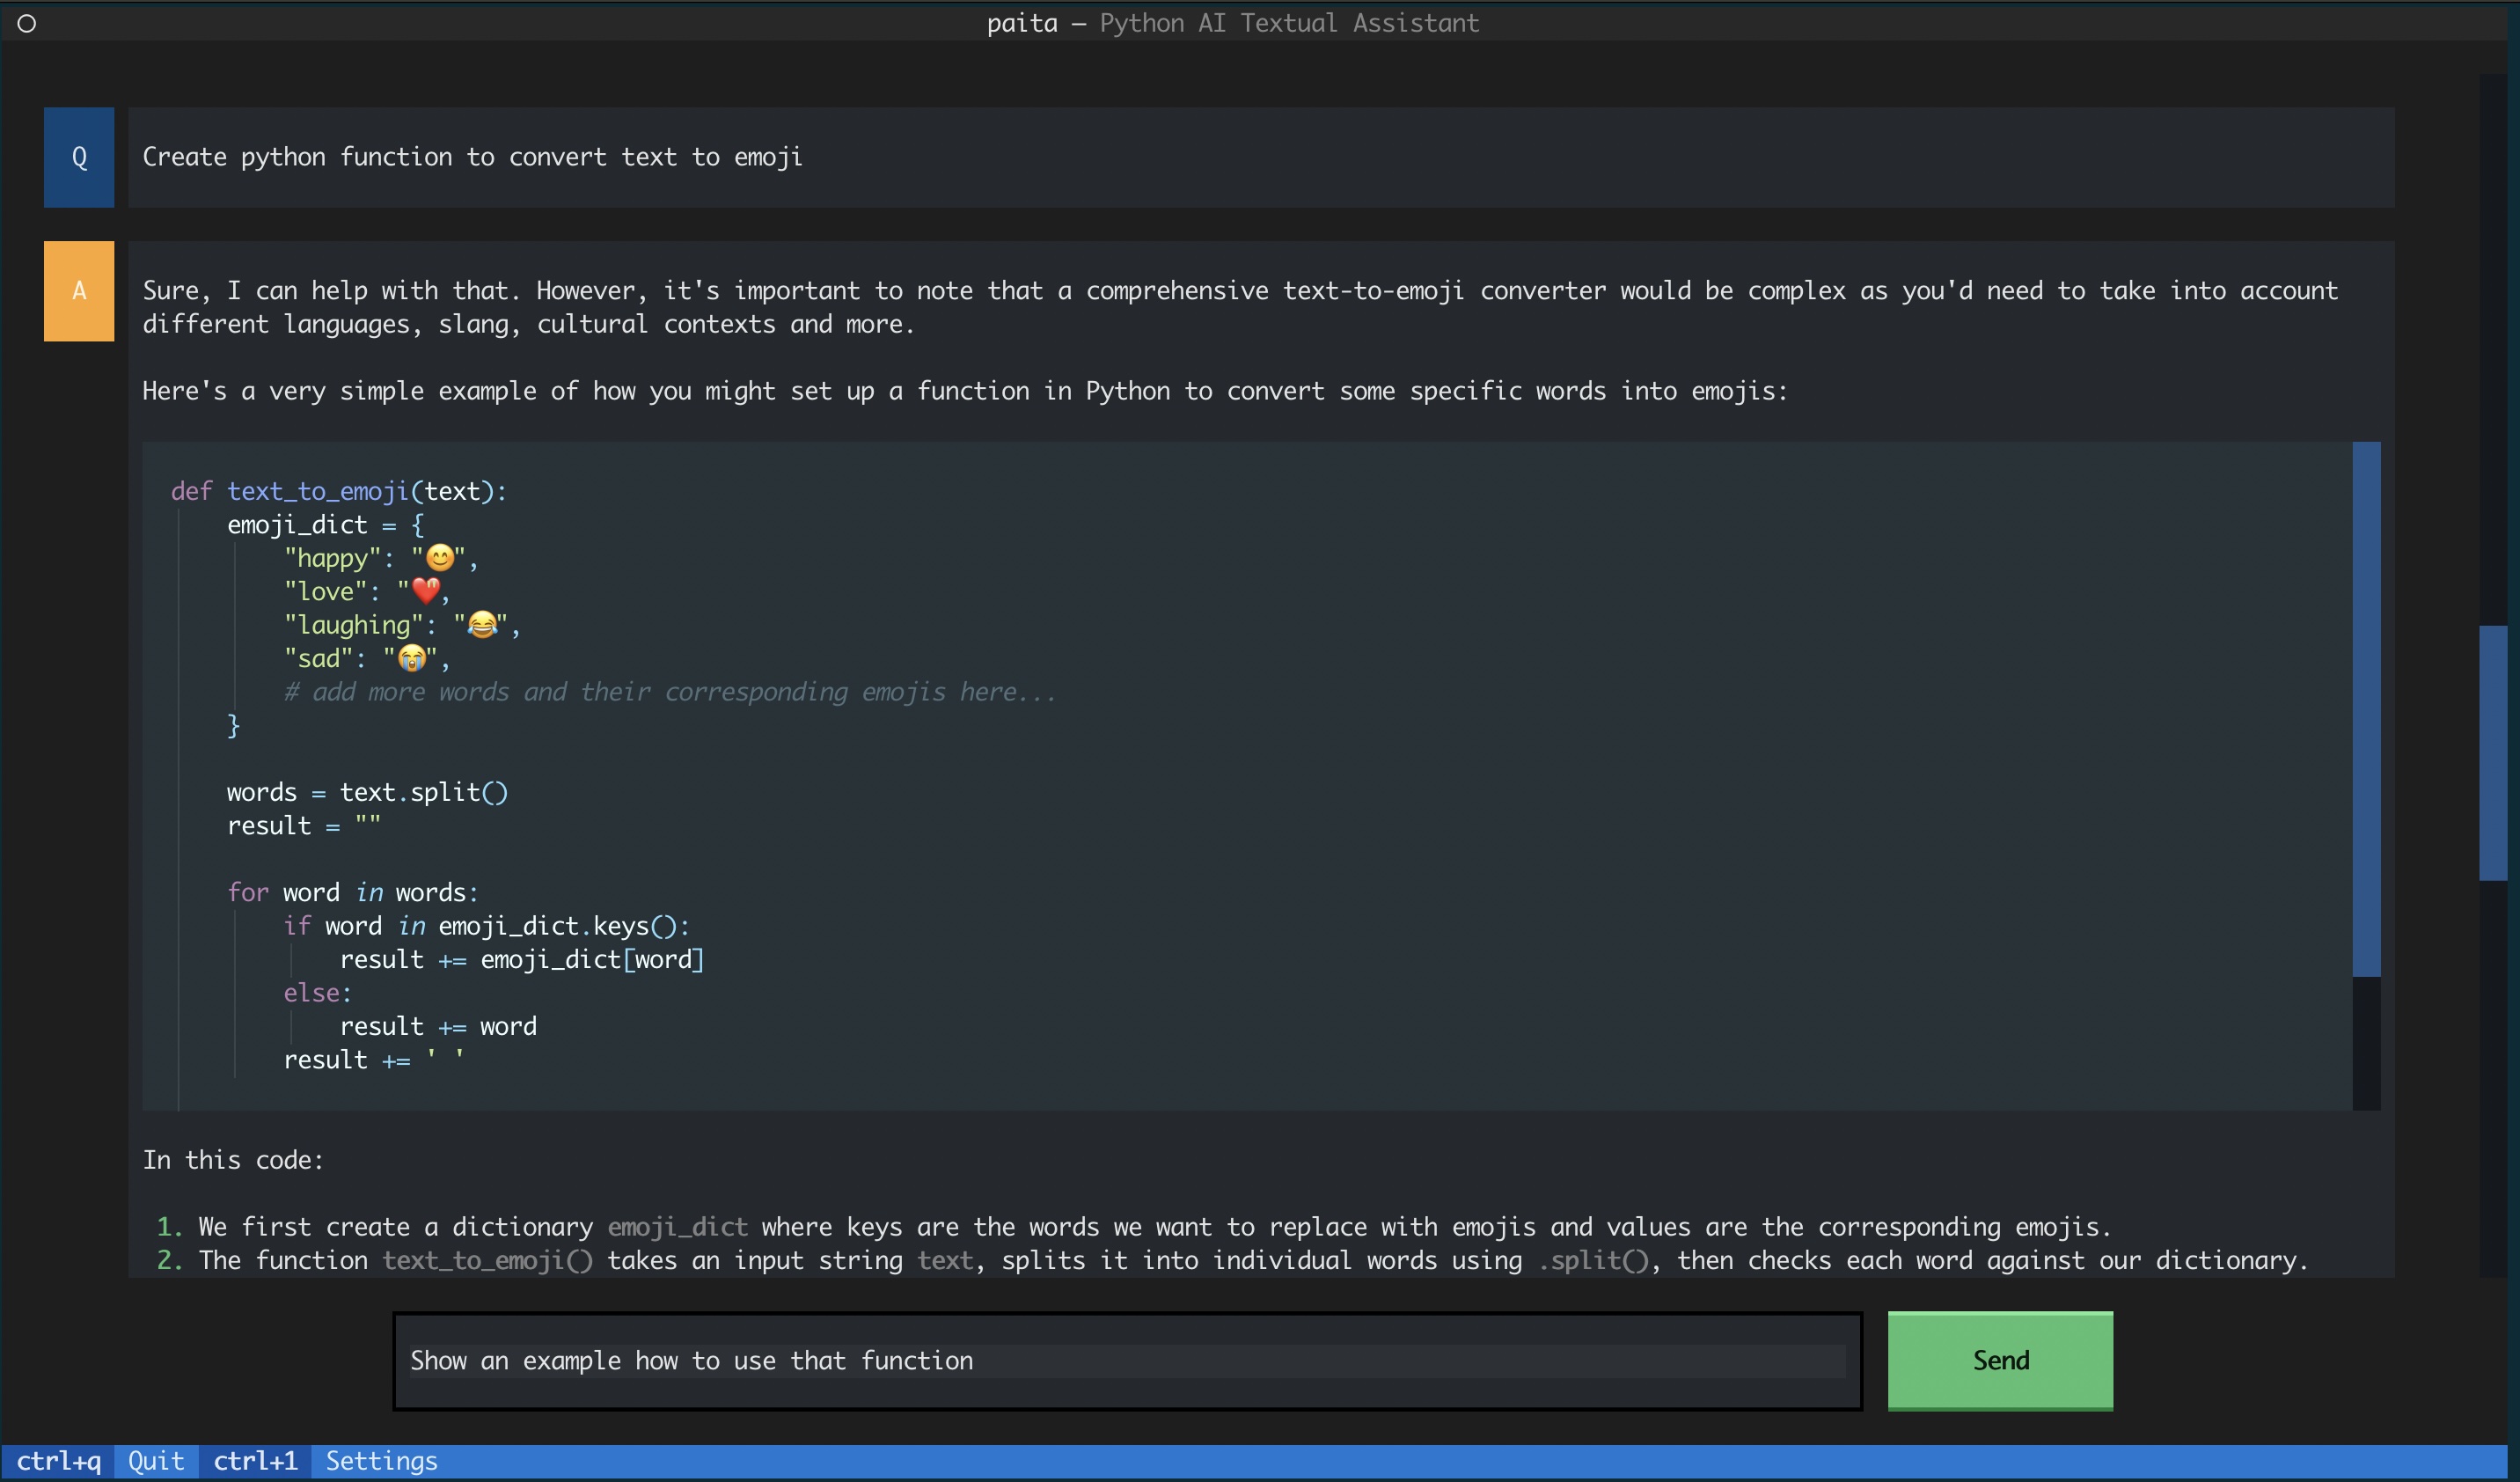 paita — Python AI Textual Assistant
Q
Create python function to convert text to emoji
A
Sure, I can help with that. However, it's important to note that a comprehensive text-to-emoji converter would be complex as you'd need to take into account
different languages, slang, cultural contexts and more.
Here's a very simple example of how you might set up a function in Python to convert some specific words into emojis:
def text_to_emoji(text):
    emoji_dict = {
        "happy": "😊",
        "love": "❤️,
        "laughing": "😂",
        "sad": "😭",
        # add more words and their corresponding emojis here...
    }
    words = text.split()
    result = ""
    for word in words:
        if word in emoji_dict.keys():
            result += emoji_dict[word]
        else:
            result += word
        result += ' '
In this code:
1. We first create a dictionary emoji_dict where keys are the words we want to replace with emojis and values are the corresponding emojis.
2. The function text_to_emoji() takes an input string text, splits it into individual words using .split(), then checks each word against our dictionary.
Show an example how to use that function
Send
ctrl+q Quit ctrl+1 Settings